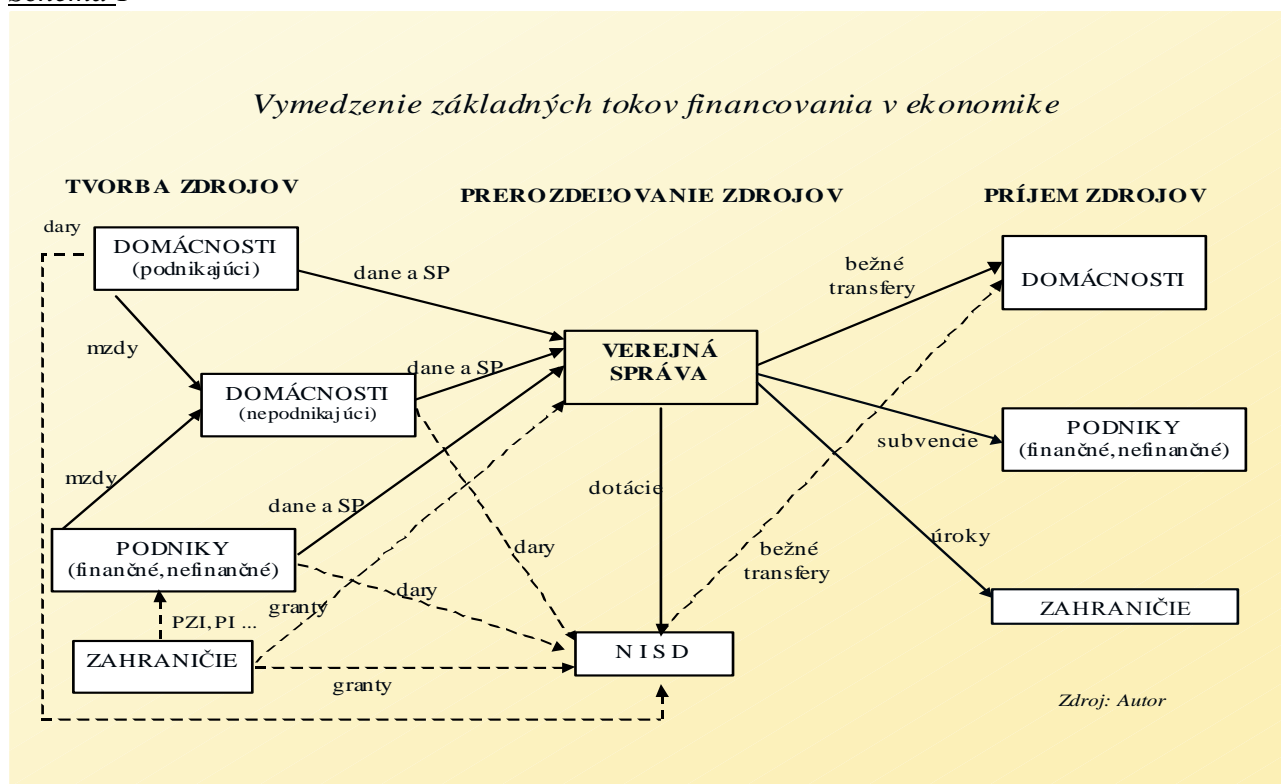 Schéma 1
Vymedzenie základných tokov financovania v ekonomike
TVORBA ZDROJOV
PREROZDEĽOVANIE ZDROJOV
PRÍJEM ZDROJOV
dary
DOMÁCNOSTI
(podnikajúci)
dane a SP
bežné
transfery
DOMÁCNOSTI
mzdy
VEREJNÁ
SPRÁVA
dane a SP
DOMÁCNOSTI
(nepodnikajúci)
PODNIKY
(finančné,nefinančné)
subvencie
mzdy
dane a SP
dotácie
úroky
PODNIKY
(finančné,nefinančné)
dary
bežné
transfery
dary
granty
PZI, PI ...
ZAHRANIČIE
ZAHRANIČIE
N I S D
granty
Zdroj: Autor